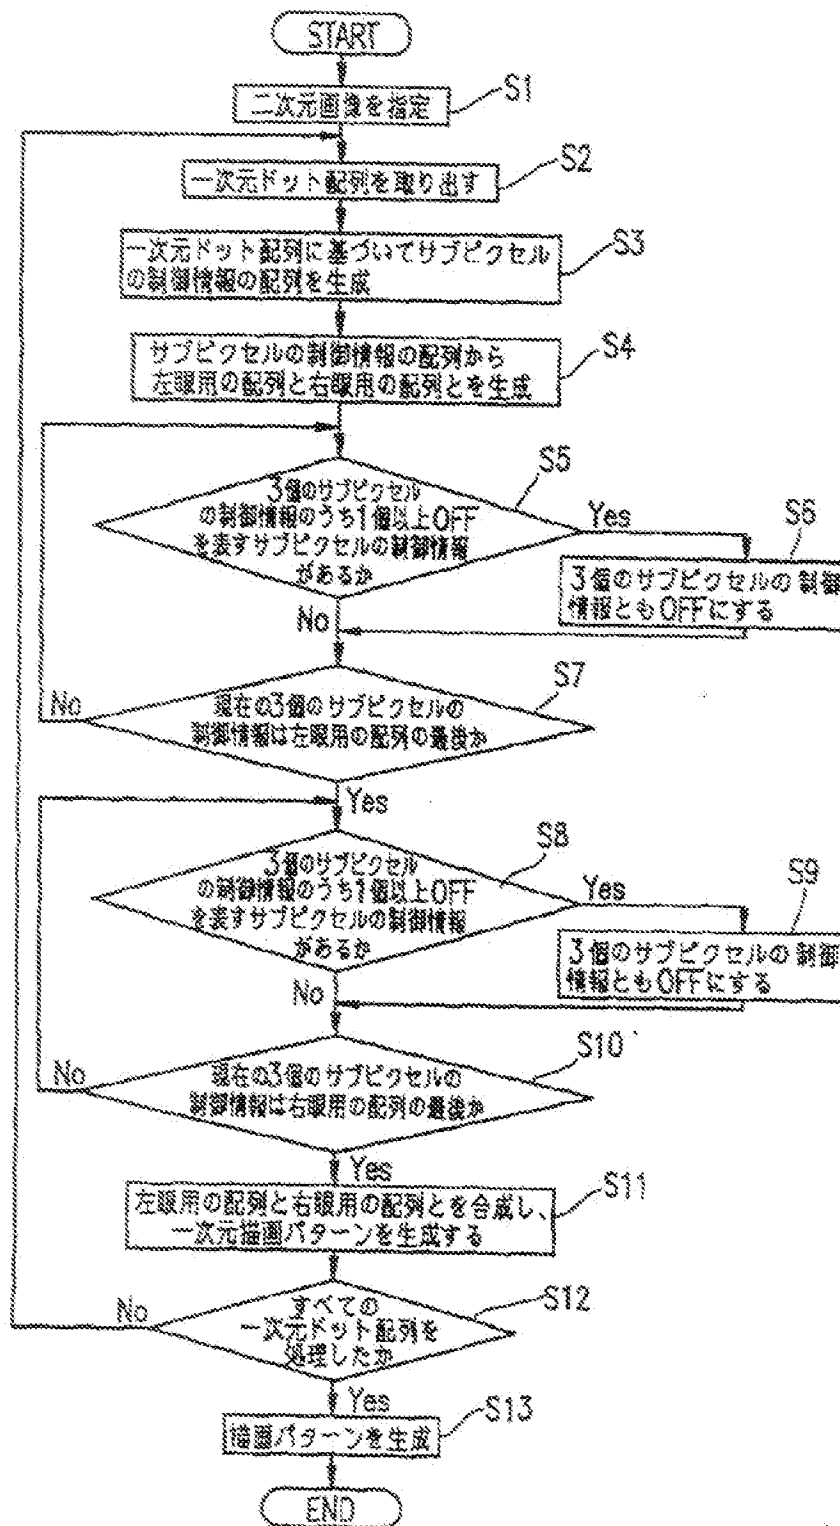 START
二次元画像を指定
S1
一次元ドット配列を取り出す
S2
一次元ドット配列に基づいてサブピクセル
の制御情報の配列を生成
S3
サブピクセルの制御情報の配列から
左眼用の配列と右眼用の配列とを生成
S4
3個のサブピクセル
の制御情報のうち1個以上OFF
を表すサブピクセルの制御情報
があるか
S5
Yes
No
3個のサブピクセルの制御
情報ともOFFにする
S6
現在の3個のサブピクセルの
制御情報は左眼用の配列の最後か
S7
No
Yes
3個のサブピクセル
の制御情報のうち1個以上OFF
を表すサブピクセルの制御情報
があるか
S8
Yes
No
3個のサブピクセルの制御
情報ともOFFにする
S9
現在の3個のサブピクセルの
制御情報は右眼用の配列の最後か
S10
No
Yes
左眼用の配列と右眼用の配列とを合成し、
一次元描画パターンを生成する
S11
すべての
一次元ドット配列を
処理したか
S12
No
Yes
描画パターンを生成
S13
END